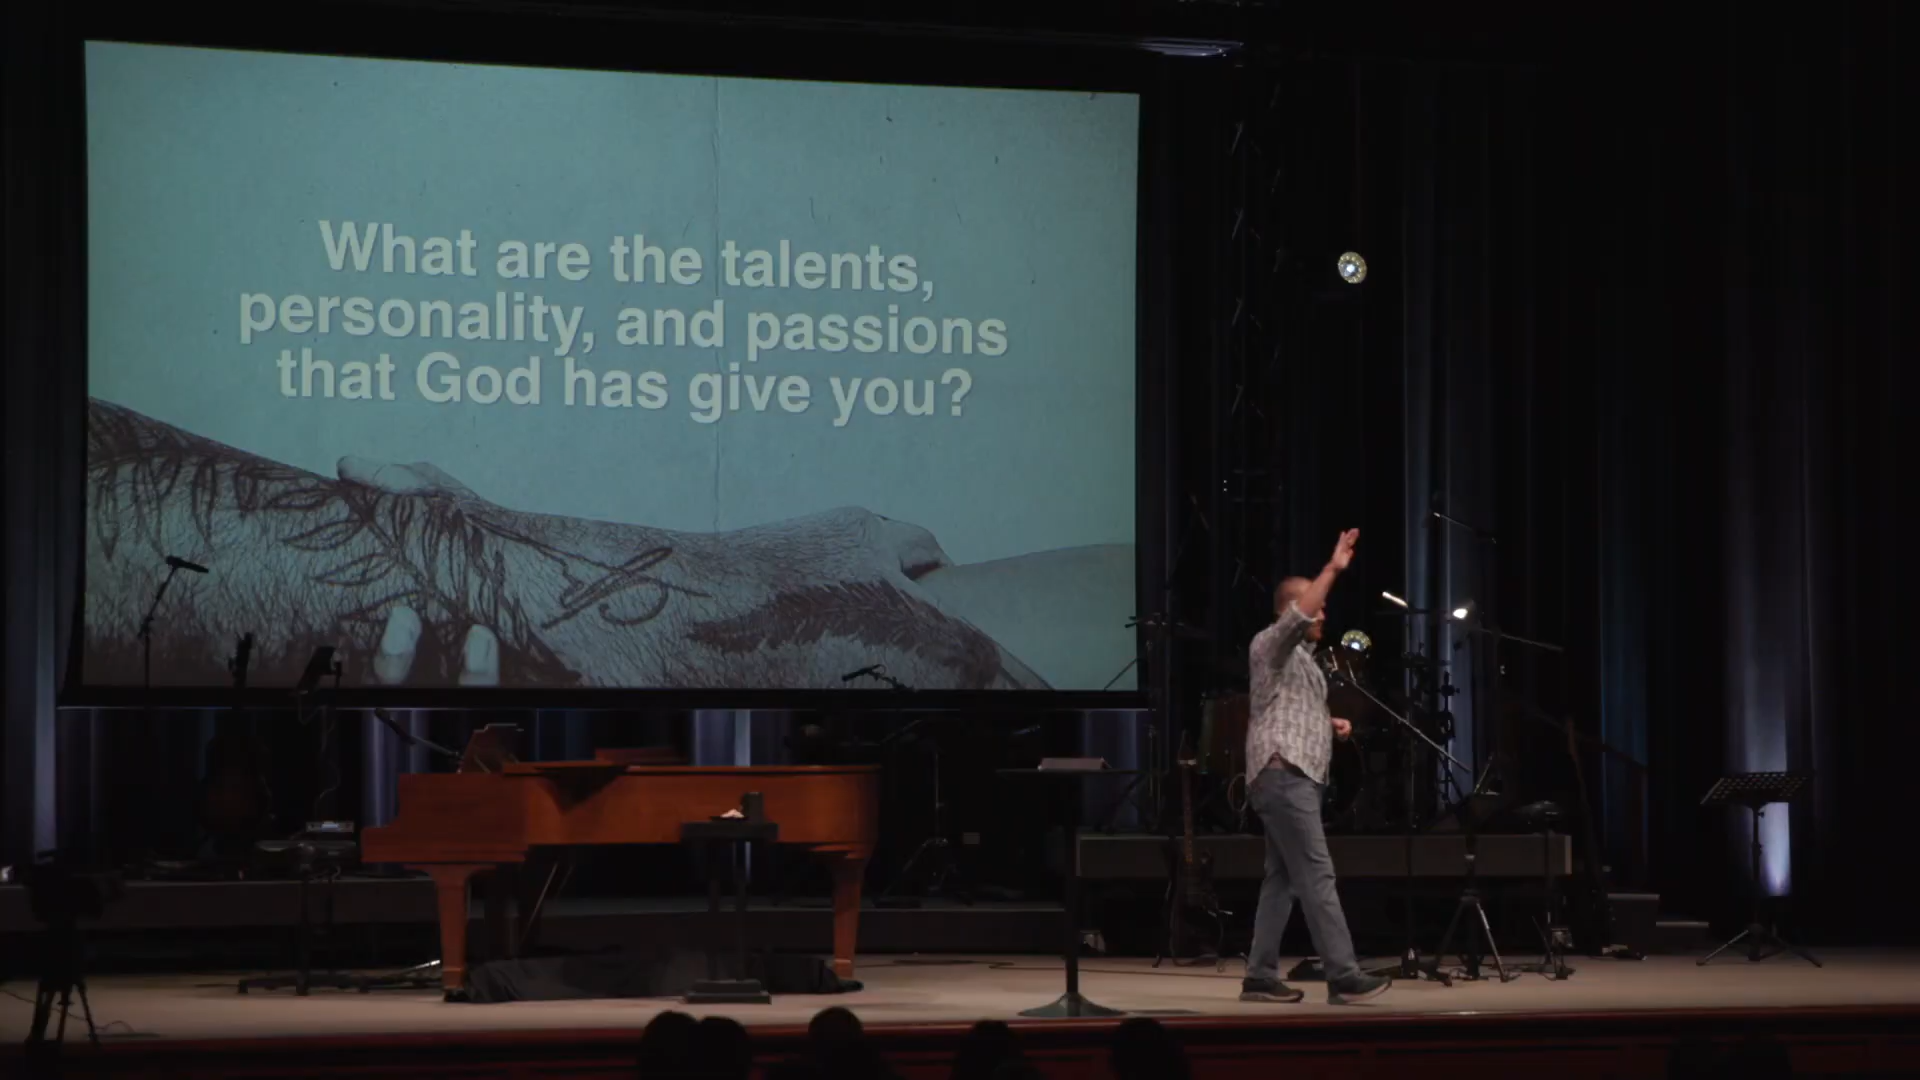 What are the talents,
personality, and passions
that God has give you?